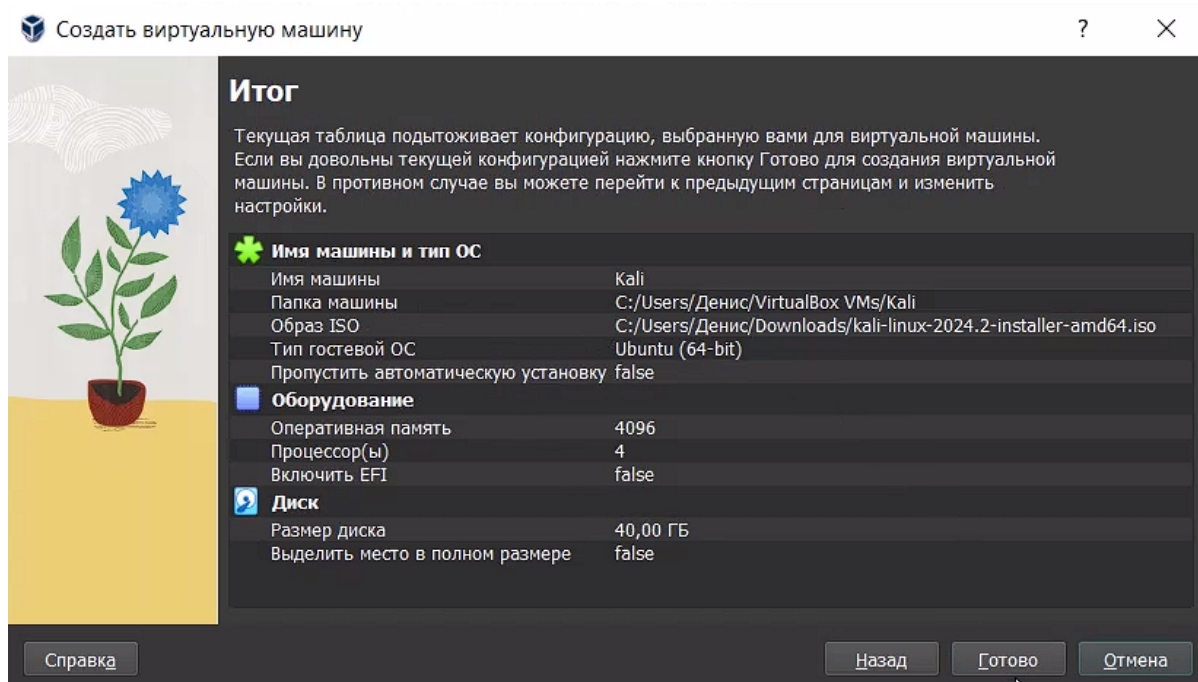 Создать виртуальную машину
?
Итог
Текущая таблица подытоживает конфигурацию, выбранную вами для виртуальной машины.
Если вы довольны текущей конфигурацией нажмите кнопку Готово для создания виртуальной
машины. В противном случае вы можете перейти к предыдущим страницам и изменить
настройки.
Имя машины и тип ОС
Имя машины Kali
Папка машины C:/Users/Денис/VirtualBox VMs/Kali
Образ ISO C:/Users/Денис/Downloads/kali-linux-2024.2-installer-amd64.iso
Тип гостевой ОС Ubuntu (64-bit)
Пропустить автоматическую установку false
Оборудование
Оперативная память 4096
Процессор(ы) 4
Включить EFI false
Диск
Размер диска 40,00 ГБ
Выделить место в полном размере false
Справка Назад Готово Отмена